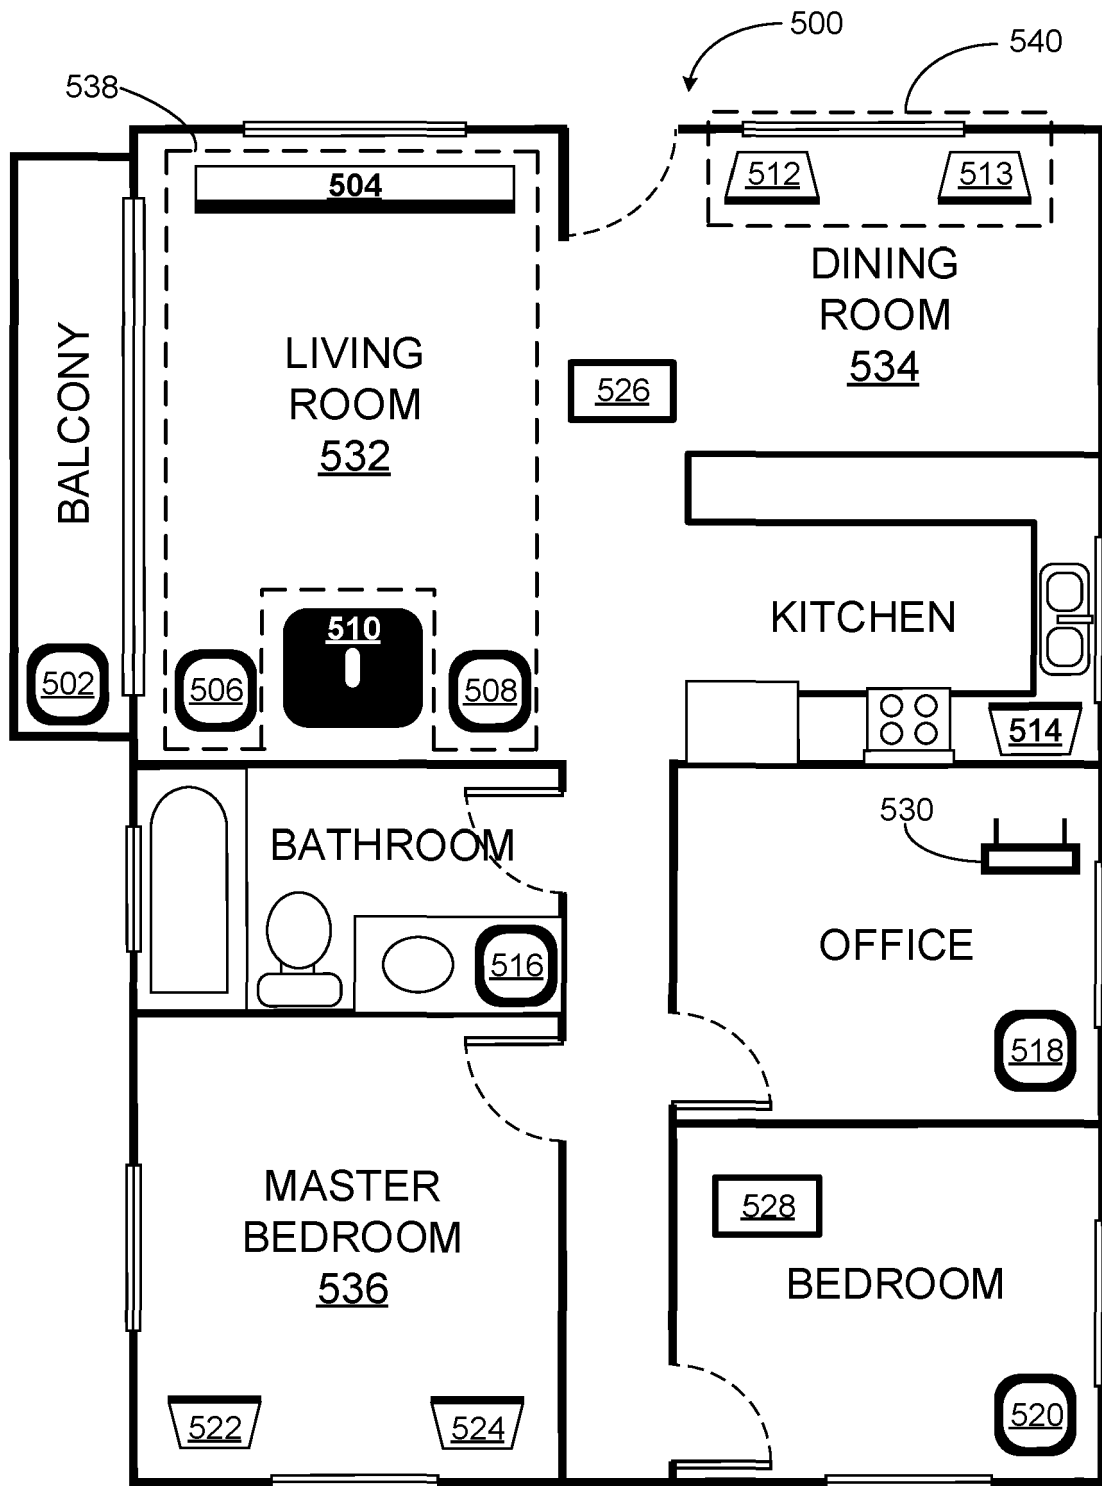 500
540
538
504
512
513
DINING
ROOM
534
LIVING
ROOM
532
526
BALCONY
KITCHEN
510
502
506
508
514
530
BATHROOM
OFFICE
516
518
MASTER
BEDROOM
536
528
BEDROOM
522
524
520